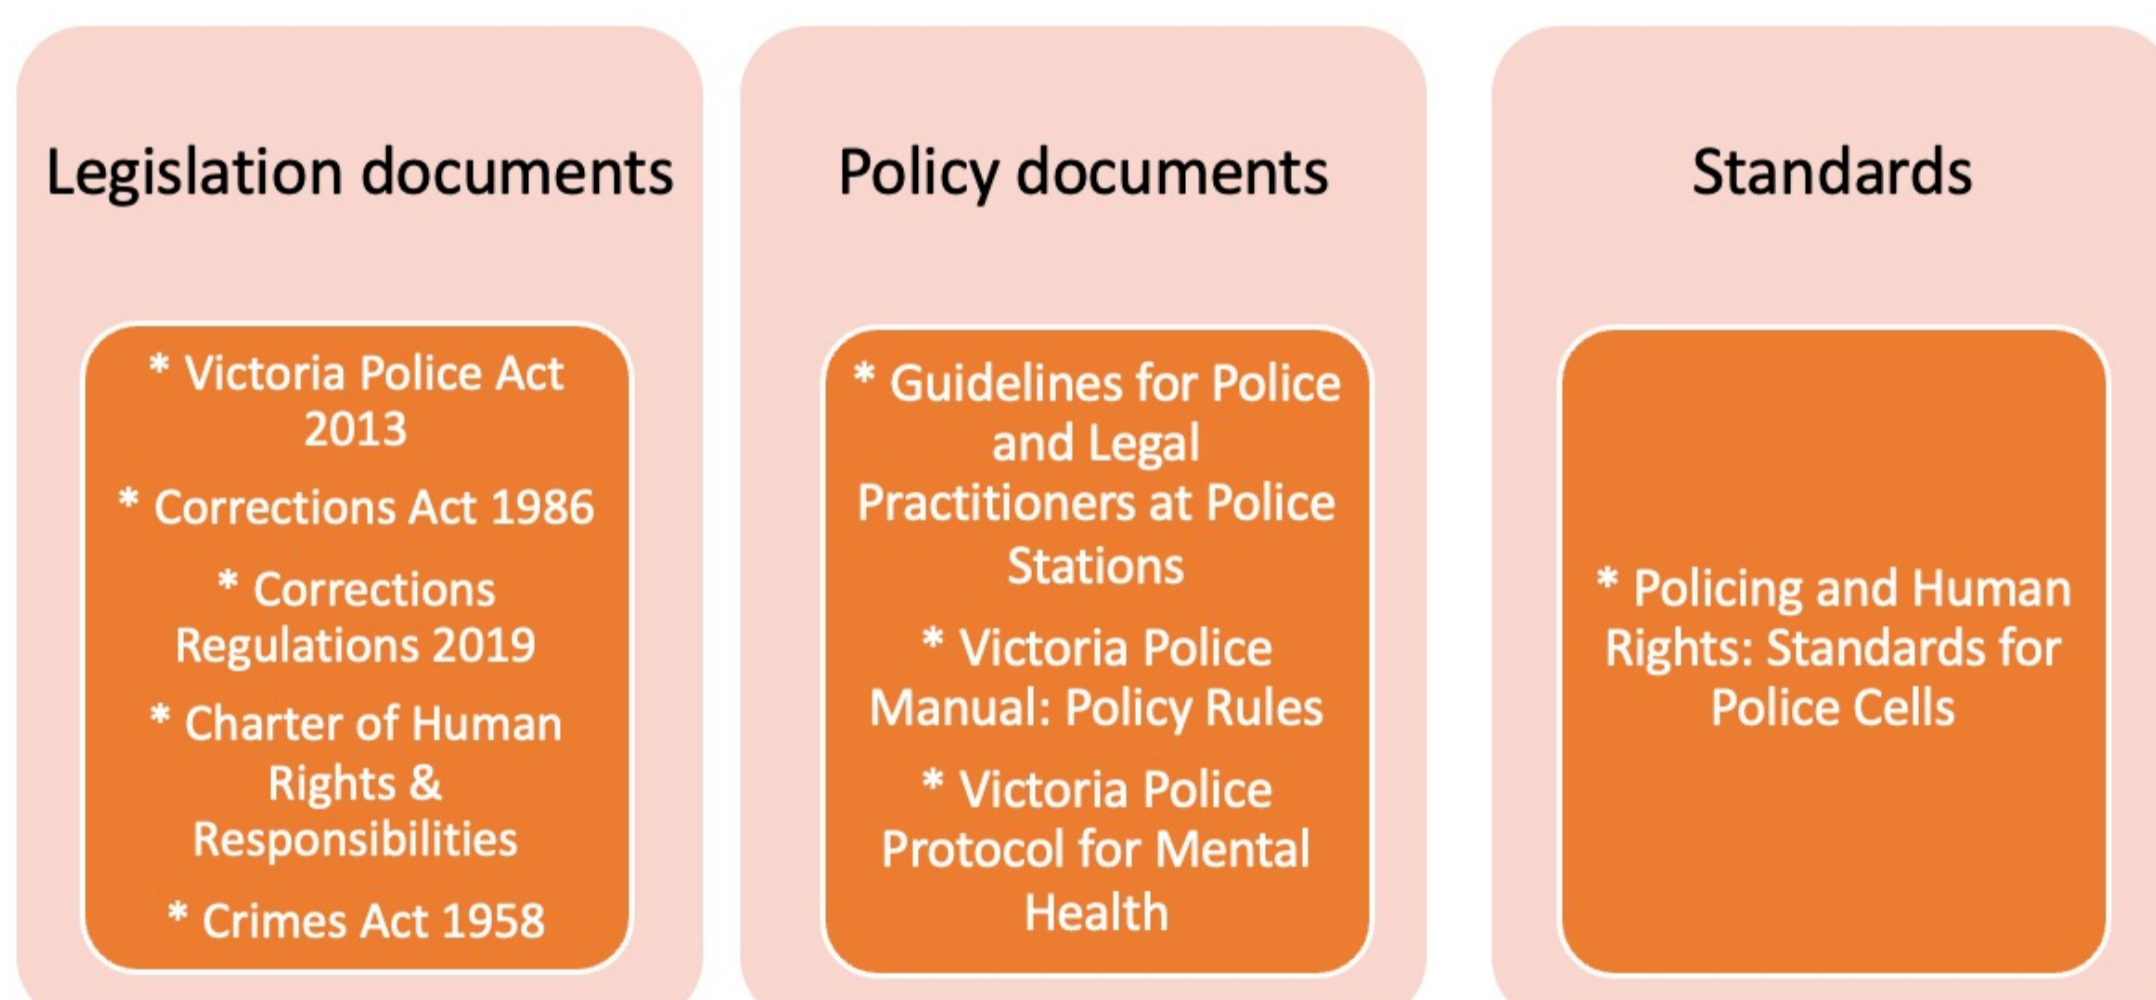 Legislation documents
* Victoria Police Act
2013
* Corrections Act 1986
* Corrections
Regulations 2019
* Charter of Human
Rights &
Responsibilities
* Crimes Act 1958
Policy documents
* Guidelines for Police
and Legal
Practitioners at Police
Stations
* Victoria Police
Manual: Policy Rules
* Victoria Police
Protocol for Mental
Health
Standards
* Policing and Human
Rights: Standards for
Police Cells